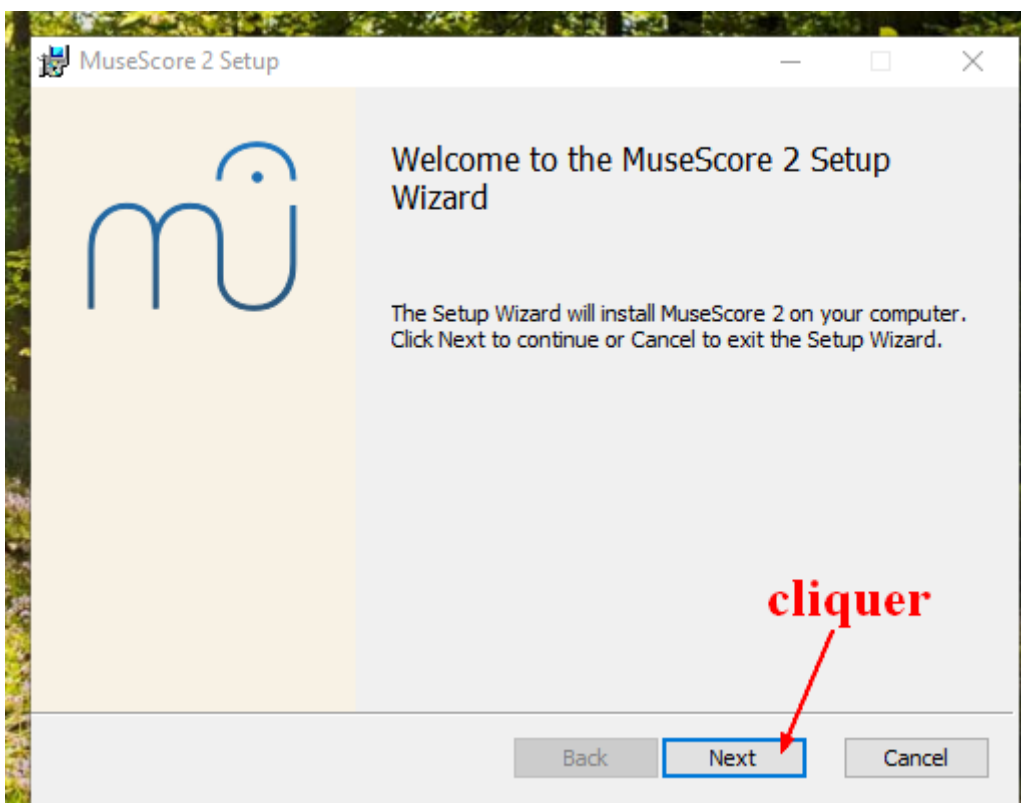 MuseScore 2 Setup
Welcome to the MuseScore 2 Setup
Wizard
The Setup Wizard will install MuseScore 2 on your computer.
Click Next to continue or Cancel to exit the Setup Wizard.
cliquer
Back Next Cancel